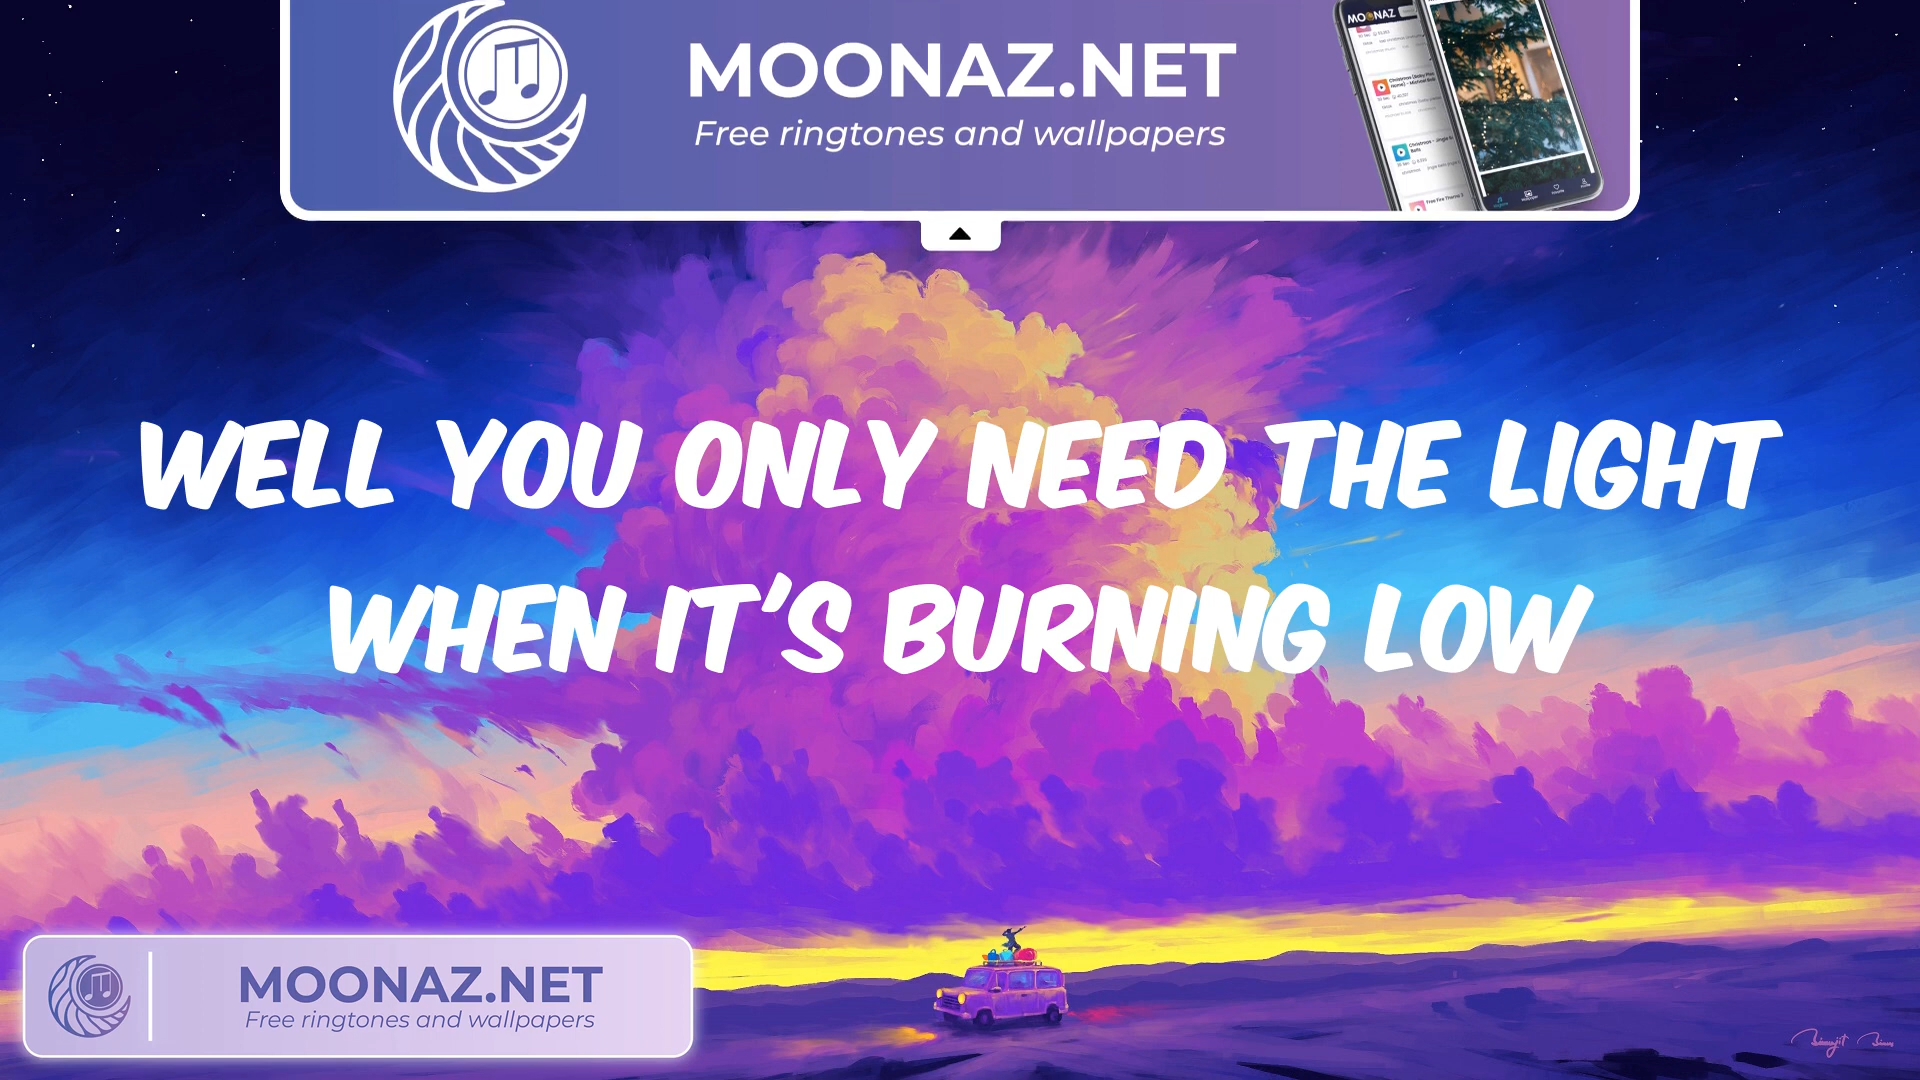 MOONAZ.NET
Free ringtones and wallpapers
MOONAZ
WELL YOU ONLY NEED THE LIGHT
WHEN IT'S BURNING LOW
MOONAZ.NET
Free ringtones and wallpapers